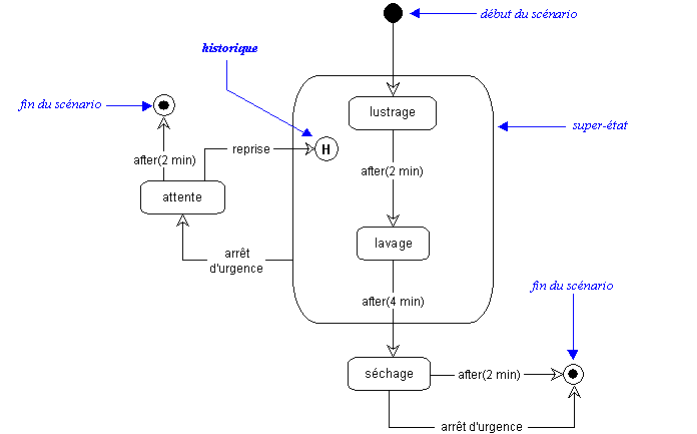 début du scénario
historique
fin du scénario
lustrage
super-état
after(2 min)
reprise
H
after(2 min)
attente
lavage
arrêt
d'urgence
fin du scénario
after(4 min)
séchage
after(2 min)
arrêt d'urgence